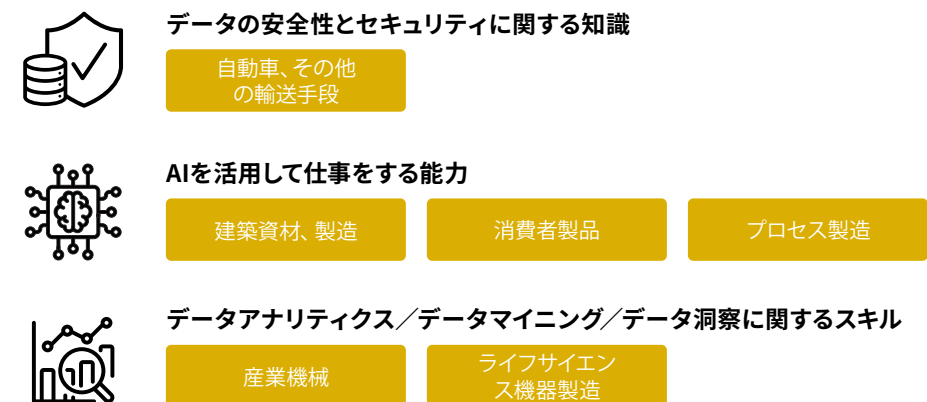 データの安全性とセキュリティに関する知識
自動車、その他
の輸送手段
AIを活用して仕事をする能力
建築資材、製造
消費者製品
プロセス製造
データアナリティクス／データマイニング／データ洞察に関するスキル
産業機械
ライフサイエン
ス機器製造